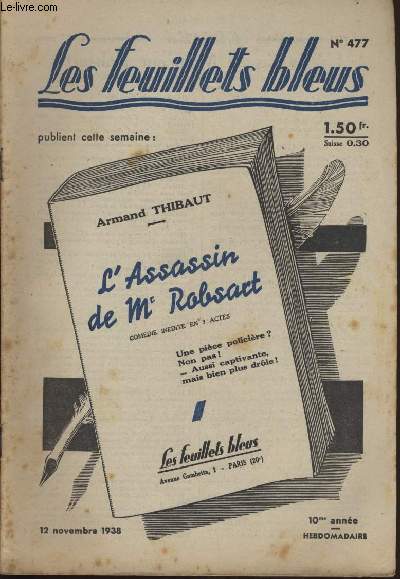 Le-Livre.com
N° 477
Les feuillets bleus
publient cette semaine :
1.50 fr.
Suisse 0.30
Armand THIBAUT
L'Assassin
de Me Robsart
COMÉDIE INÉDITE EN 3 ACTES
Une pièce policière ?
Non pas !
— Aussi captivante,
mais bien plus drôle !
Les feuillets bleus
Avenue Gambetta, 1 - PARIS (20e)
12 novembre 1938
10me année
HEBDOMADAIRE